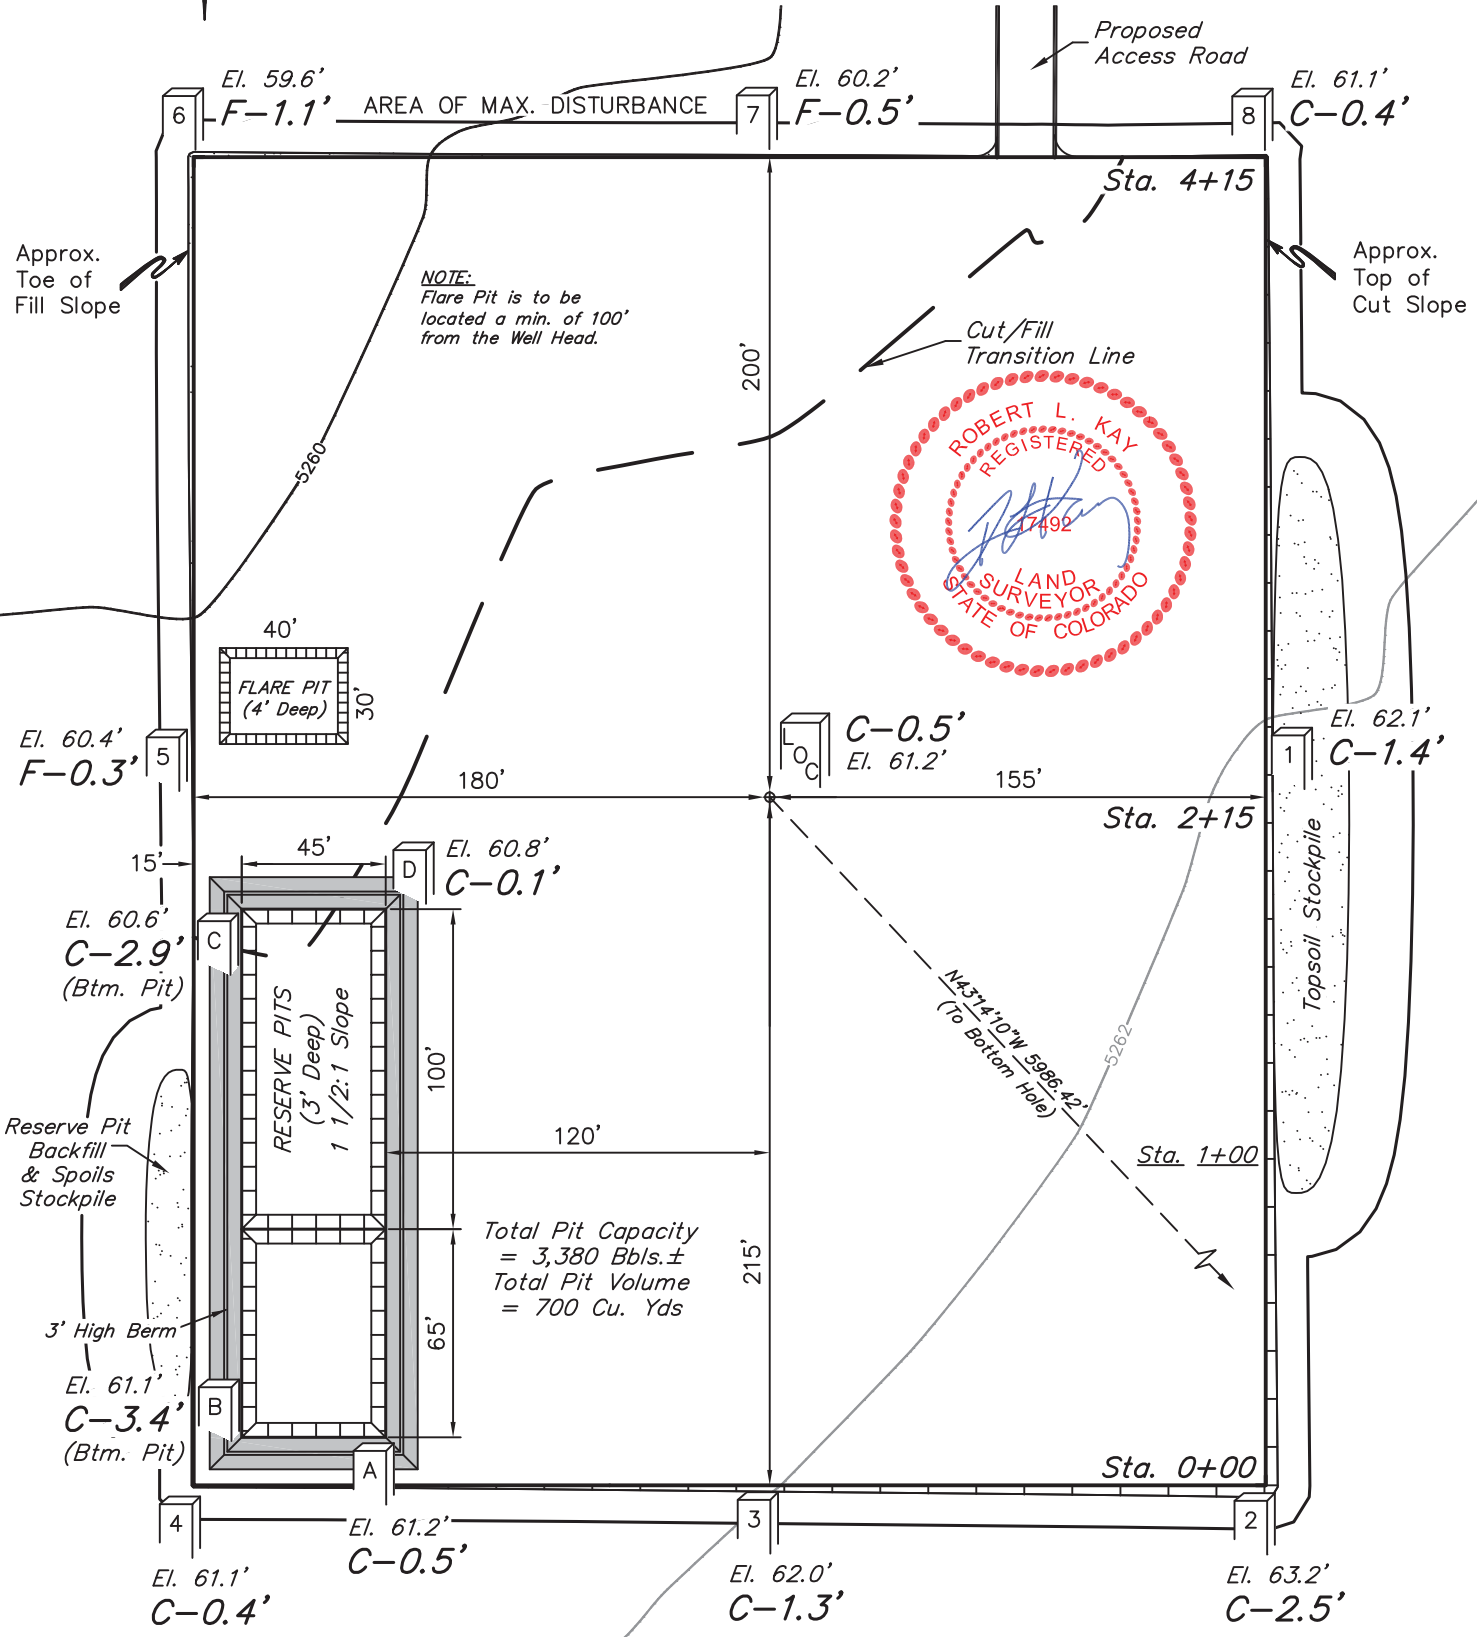 Proposed
Access Road
El. 59.6'
F-1.1'
6
AREA OF MAX. DISTURBANCE
El. 60.2'
F-0.5'
7
El. 61.1'
C-0.4'
8
Sta. 4+15
Approx.
Toe of
Fill Slope
NOTE:
Flare Pit is to be
located a min. of 100'
from the Well Head.
Approx.
Top of
Cut Slope
Cut/Fill
Transition Line
200'
5260
ROBERT L. KAY
REGISTERED
17492
LAND
SURVEYOR
STATE OF COLORADO
40'
FLARE PIT
(4' Deep)
30'
El. 60.4'
F-0.3'
5
LOC
C-0.5'
El. 61.2'
El. 62.1'
C-1.4'
1
180'
155'
Sta. 2+15
15'
45'
D
El. 60.8'
C-0.1'
Topsoil Stockpile
El. 60.6'
C-2.9'
(Btm. Pit)
C
RESERVE PITS
(3' Deep)
1 1/2:1 Slope
100'
N43°14'10"W 5986.42'
(To Bottom Hole)
5262
Reserve Pit
Backfill
& Spoils
Stockpile
120'
Sta. 1+00
Total Pit Capacity
= 3,380 Bbls.±
Total Pit Volume
= 700 Cu. Yds
215'
65'
3' High Berm
El. 61.1'
C-3.4'
(Btm. Pit)
B
A
Sta. 0+00
4
El. 61.2'
C-0.5'
3
2
El. 61.1'
C-0.4'
El. 62.0'
C-1.3'
El. 63.2'
C-2.5'